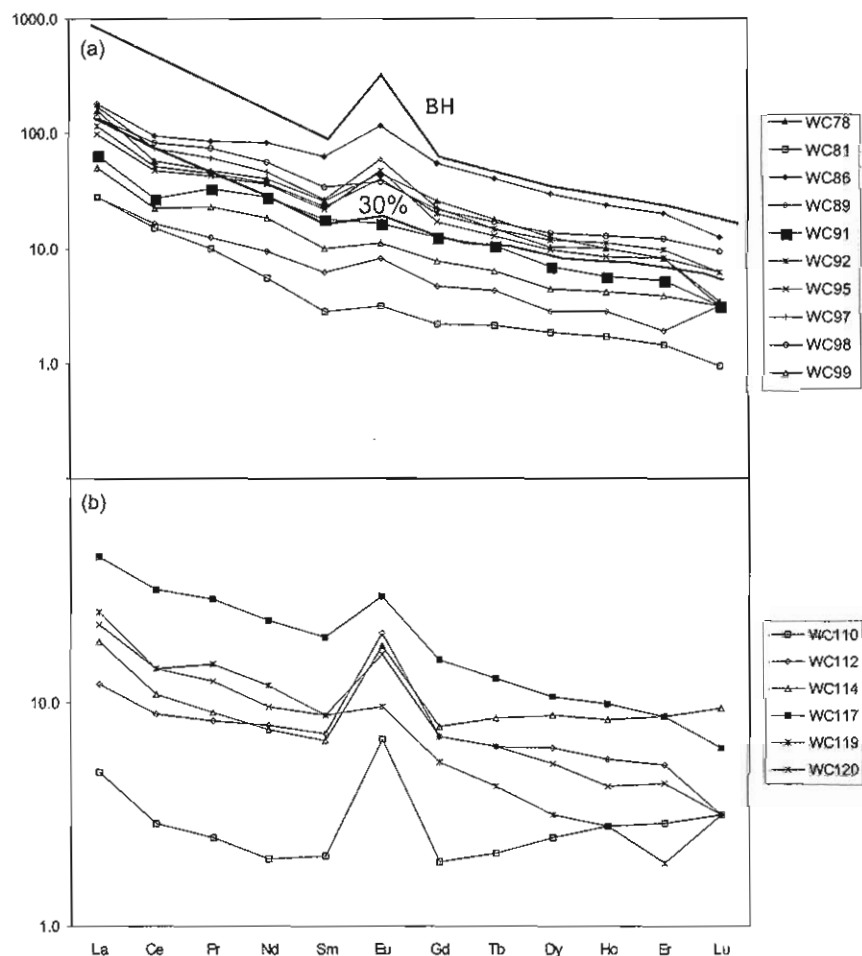 1000.0
(a)
BH
100.0
30%
10.0
1.0
WC78
WC81
WC86
WC89
WC91
WC92
WC95
WC97
WC98
WC99
(b)
10.0
1.0
WC110
WC112
WC114
WC117
WC119
WC120
La Ce Pr Nd Sm Eu Gd Tb Dy Ho Er Lu